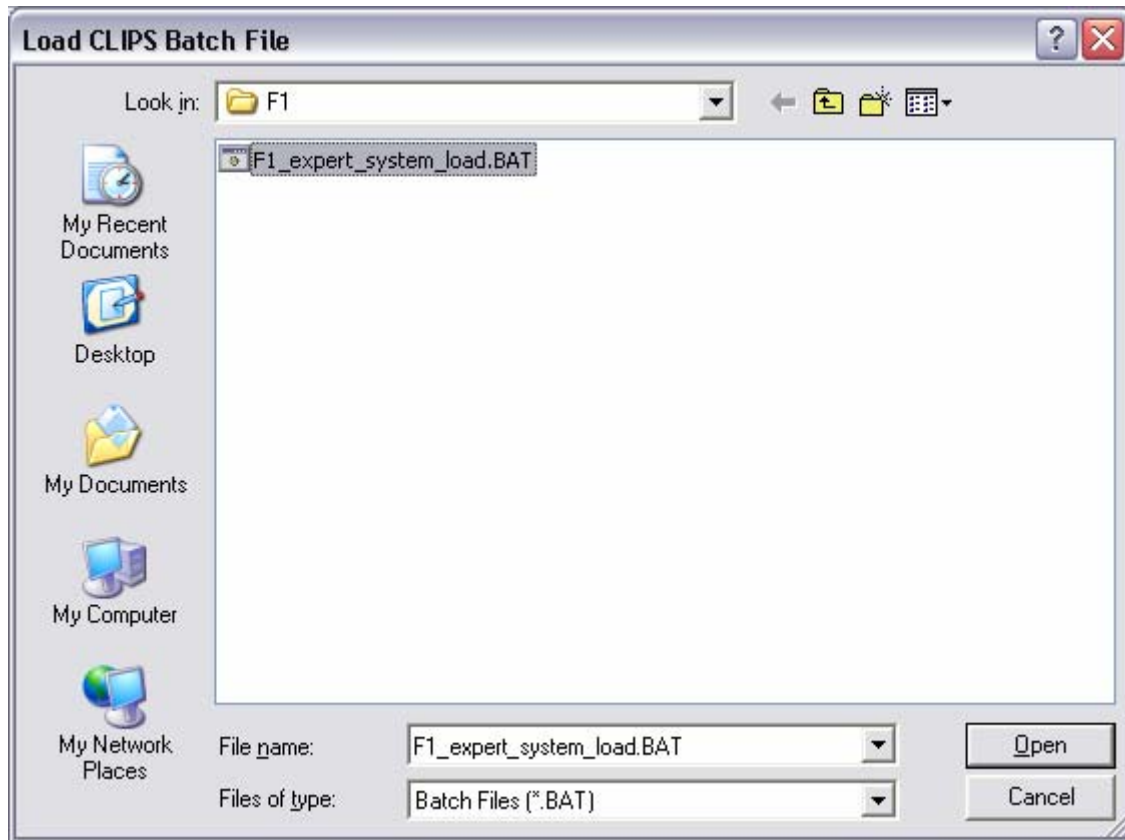 Load CLIPS Batch File
?
Look in:
F1
F1_expert_system_load.BAT
My Recent
Documents
Desktop
My Documents
My Computer
My Network
Places
File name:
F1_expert_system_load.BAT
Open
Files of type:
Batch Files (*.BAT)
Cancel